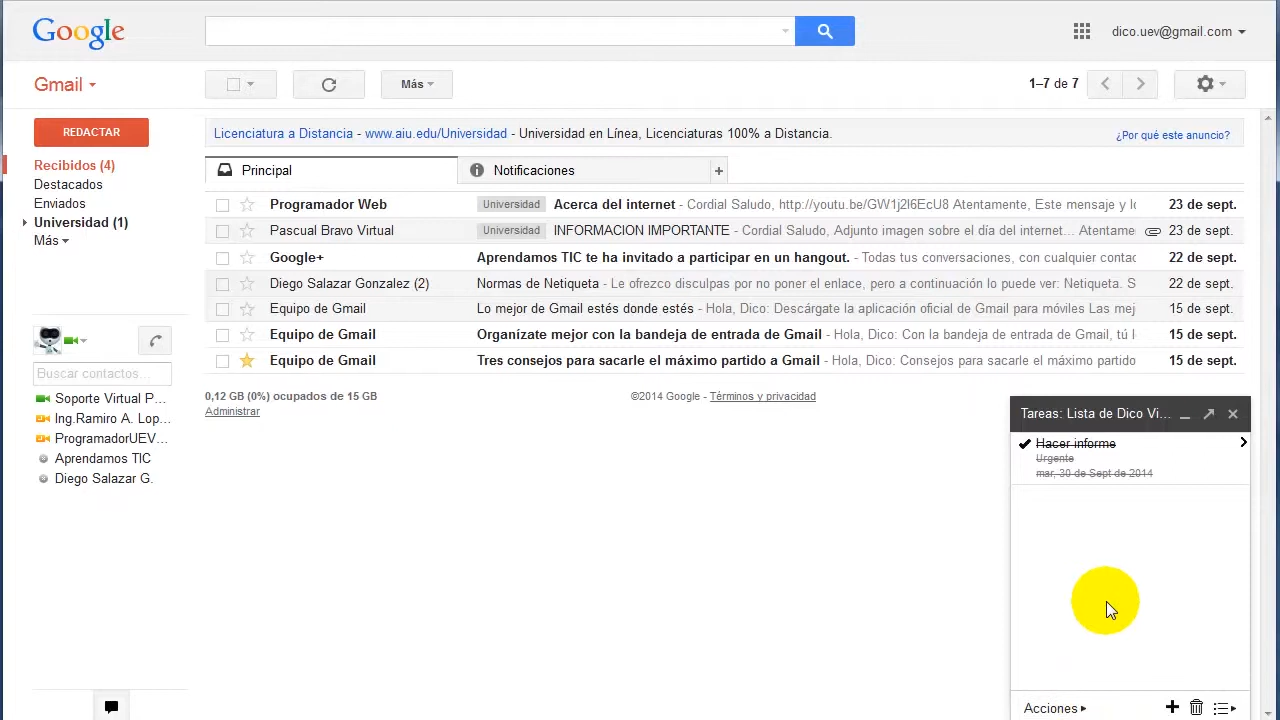 Google
dico.uev@gmail.com
Gmail
Más
1–7 de 7
REDACTAR
Licenciatura a Distancia - www.aiu.edu/Universidad - Universidad en Línea, Licenciaturas 100% a Distancia.
¿Por qué este anuncio?
Recibidos (4)
Destacados
Enviados
Universidad (1)
Más
Principal
Notificaciones
+
Programador Web Universidad Acerca del internet - Cordial Saludo, http://youtu.be/GW1j2I6EcU8 Atentamente, Este mensaje y lo 23 de sept.
Pascual Bravo Virtual Universidad INFORMACION IMPORTANTE - Cordial Saludo, Adjunto imagen sobre el día del internet... Atentame 23 de sept.
Google+ Aprendamos TIC te ha invitado a participar en un hangout. - Todas tus conversaciones, con cualquier contac 22 de sept.
Diego Salazar Gonzalez (2) Normas de Netiqueta - Le ofrezco disculpas por no poner el enlace, pero a continuación lo puede ver: Netiqueta. S 22 de sept.
Equipo de Gmail Lo mejor de Gmail estés donde estés - Hola, Dico: Descárgate la aplicación oficial de Gmail para móviles Las mej 15 de sept.
Equipo de Gmail Organízate mejor con la bandeja de entrada de Gmail - Hola, Dico: Con la bandeja de entrada de Gmail, tú 15 de sept.
Equipo de Gmail Tres consejos para sacarle el máximo partido a Gmail - Hola, Dico: Consejos para sacarle el máximo partido 15 de sept.
Buscar contactos...
Soporte Virtual P...
Ing.Ramiro A. Lop...
ProgramadorUEV...
Aprendamos TIC
Diego Salazar G.
0,12 GB (0%) ocupados de 15 GB
Administrar
©2014 Google - Términos y privacidad
Tareas: Lista de Dico Vi...
Hacer informe
Urgente
mar, 30 de Sept de 2014
Acciones